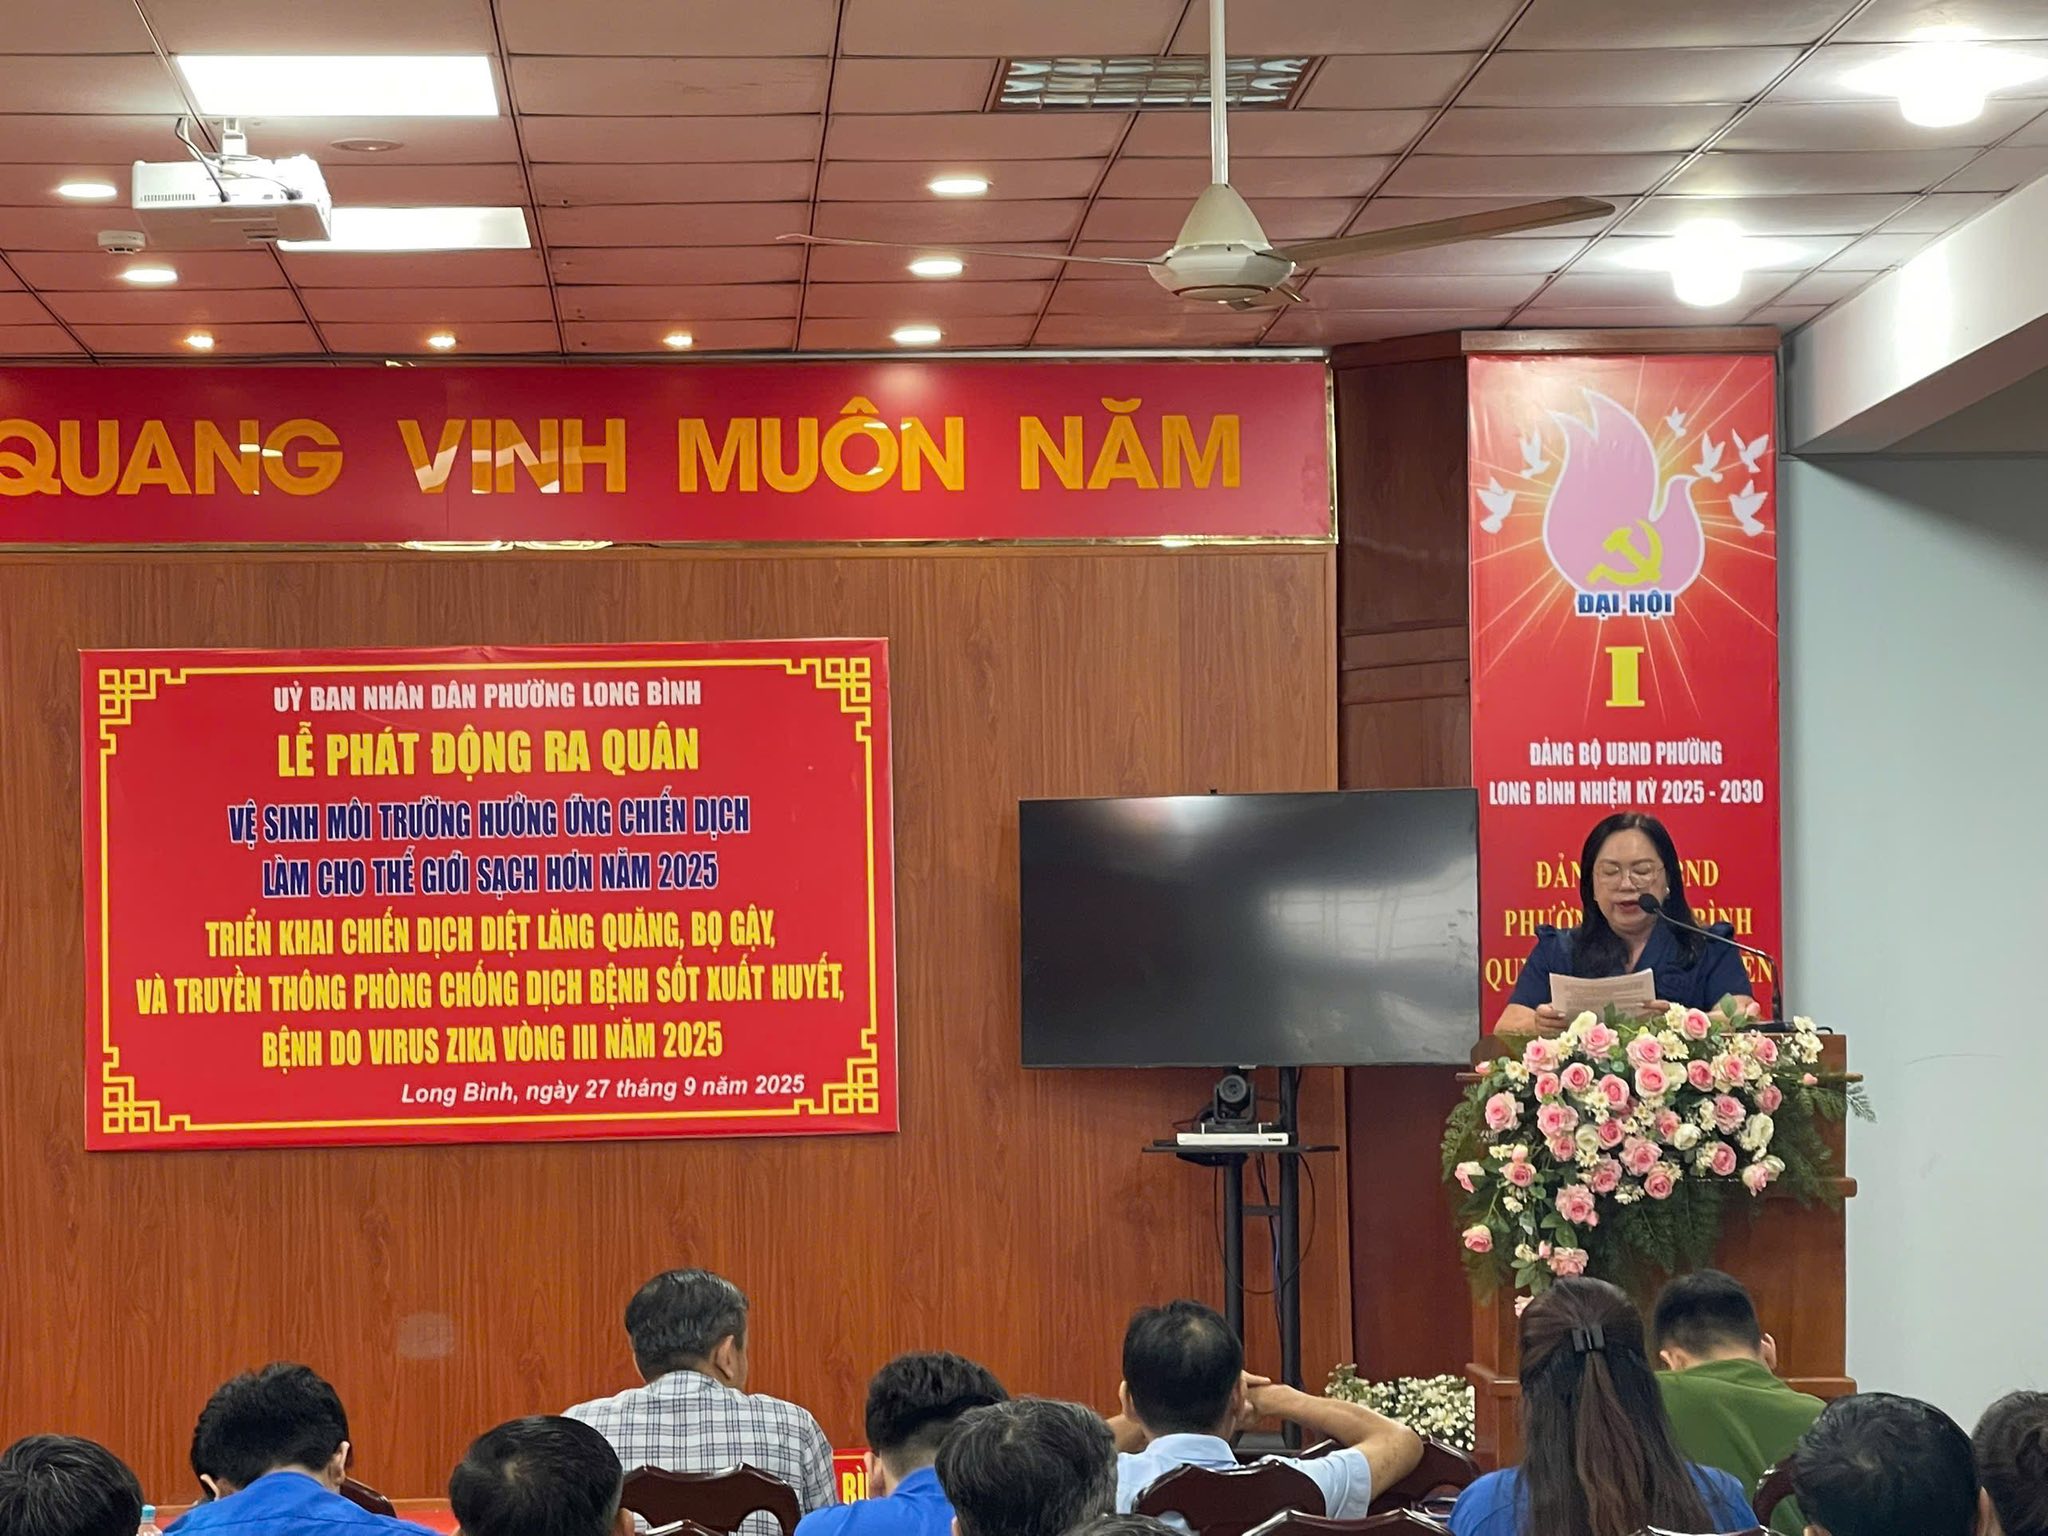 QUANG VINH MUÔN NĂM
UỶ BAN NHÂN DÂN PHƯỜNG LONG BÌNH
LỄ PHÁT ĐỘNG RA QUÂN
VỆ SINH MÔI TRƯỜNG HƯỞNG ỨNG CHIẾN DỊCH
LÀM CHO THẾ GIỚI SẠCH HƠN NĂM 2025
TRIỂN KHAI CHIẾN DỊCH DIỆT LĂNG QUĂNG, BỌ GẬY,
VÀ TRUYỀN THÔNG PHÒNG CHỐNG DỊCH BỆNH SỐT XUẤT HUYẾT,
BỆNH DO VIRUS ZIKA VÒNG III NĂM 2025
Long Bình, ngày 27 tháng 9 năm 2025
ĐẠI HỘI
I
ĐẢNG BỘ UBND PHƯỜNG
LONG BÌNH NHIỆM KỲ 2025 - 2030